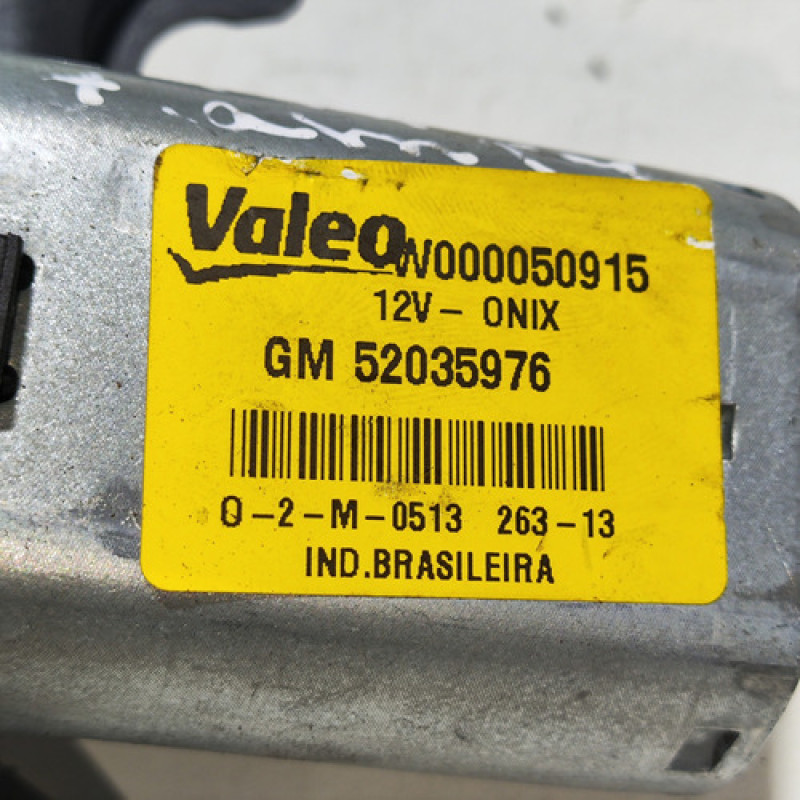 Valeo W000050915
12V- ONIX
GM 52035976
0-2-M-0513 263-13
IND.BRASILEIRA